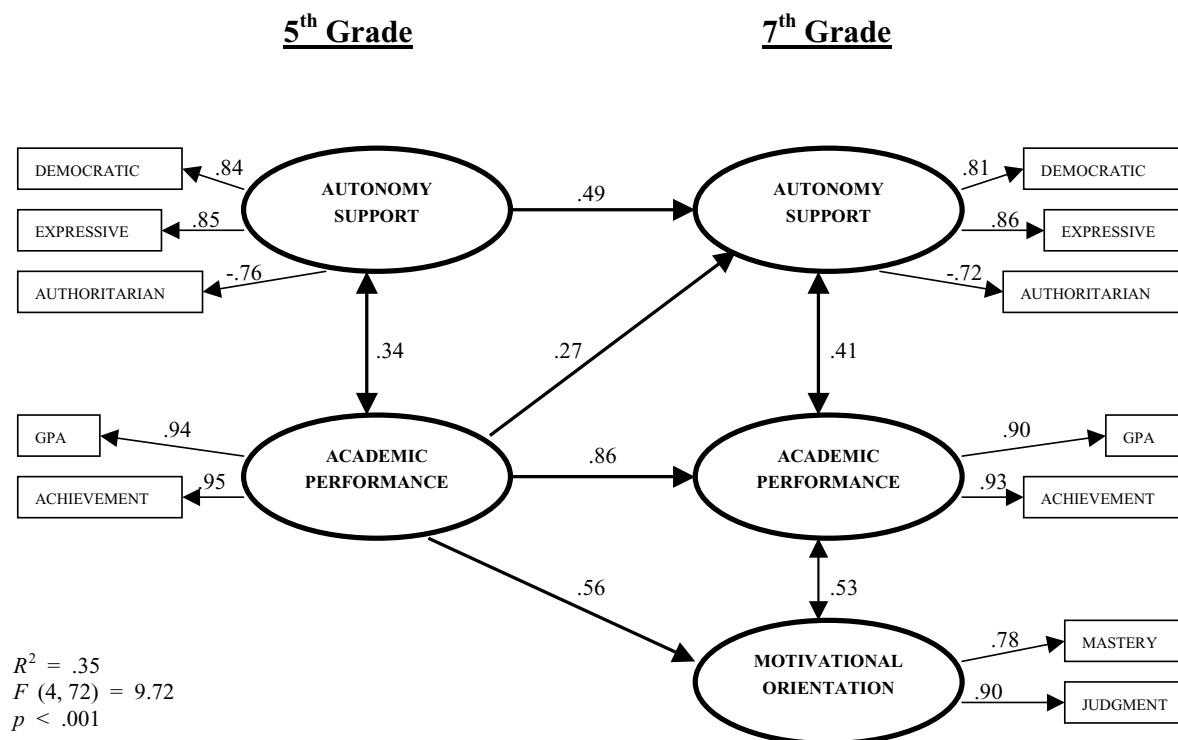 5th Grade
7th Grade
DEMOCRATIC
.84
AUTONOMY
SUPPORT
.49
AUTONOMY
SUPPORT
.81
DEMOCRATIC
EXPRESSIVE
.85
.86
EXPRESSIVE
AUTHORITARIAN
-.76
-.72
AUTHORITARIAN
.34
.27
.41
GPA
.94
ACADEMIC
PERFORMANCE
.86
ACADEMIC
PERFORMANCE
.90
GPA
ACHIEVEMENT
.95
.93
ACHIEVEMENT
.56
.53
MOTIVATIONAL
ORIENTATION
.78
MASTERY
.90
JUDGMENT
R² = .35
F (4, 72) = 9.72
p < .001